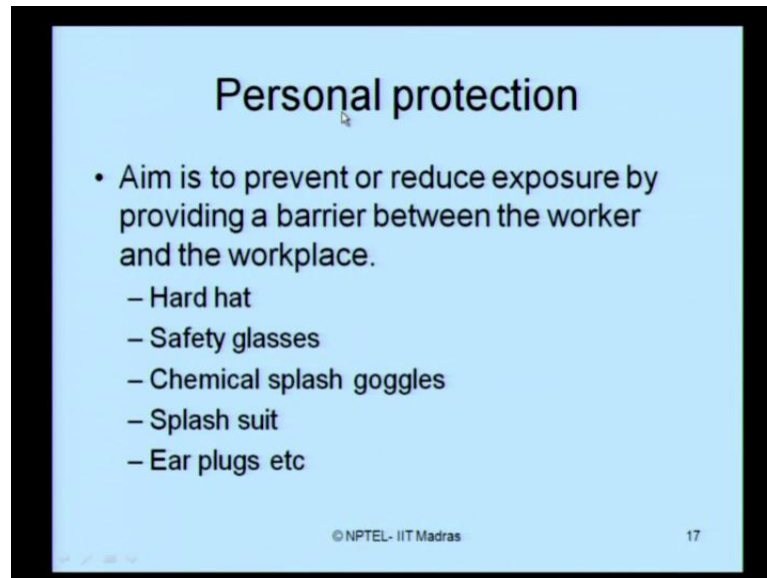 Personal protection
• Aim is to prevent or reduce exposure by
providing a barrier between the worker
and the workplace.
– Hard hat
– Safety glasses
– Chemical splash goggles
– Splash suit
– Ear plugs etc
© NPTEL- IIT Madras
17